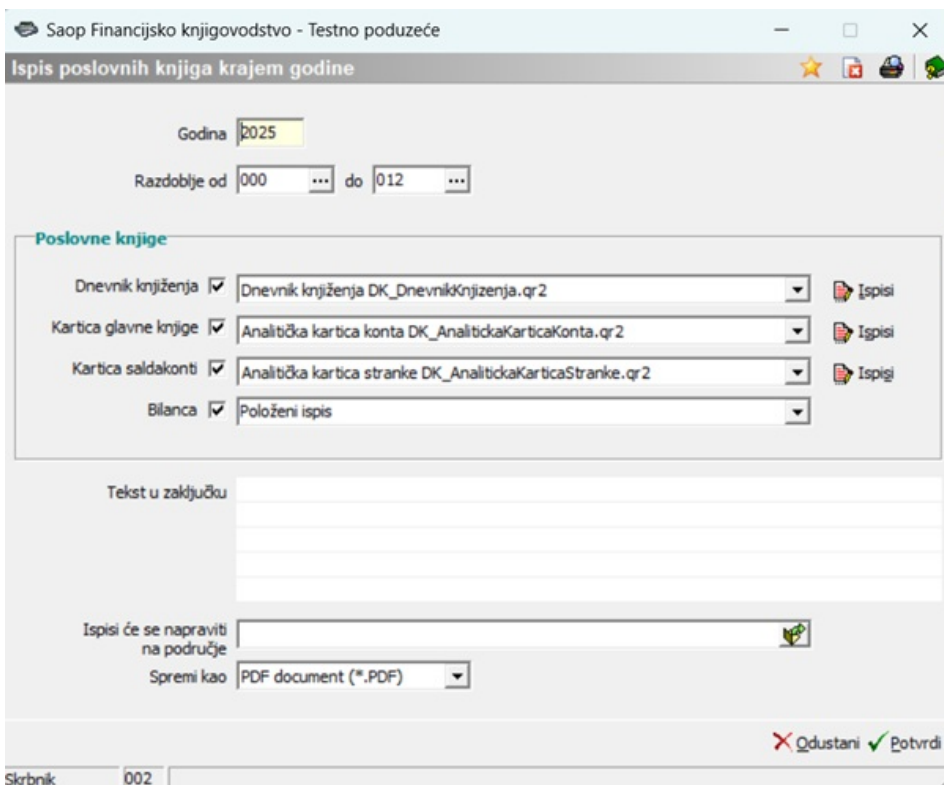 Saop Financijsko knjigovodstvo - Testno poduzeće
Ispis poslovnih knjiga krajem godine
Godina 2025
Razdoblje od 000 ... do 012 ...
Poslovne knjige
Dnevnik knjiženja Dnevnik knjiženja DK_DnevnikKnjizenja.qr2 Ispisi
Kartica glavne knjige Analitička kartica konta DK_AnalitickaKarticaKonta.qr2 Ispisi
Kartica saldakonti Analitička kartica stranke DK_AnalitickaKarticaStranke.qr2 Ispisi
Bilanca Položeni ispis
Tekst u zaključku
Ispisi će se napraviti
na područje
Spremi kao PDF document (*.PDF)
Odustani Potvrdi
Skrbnik 002